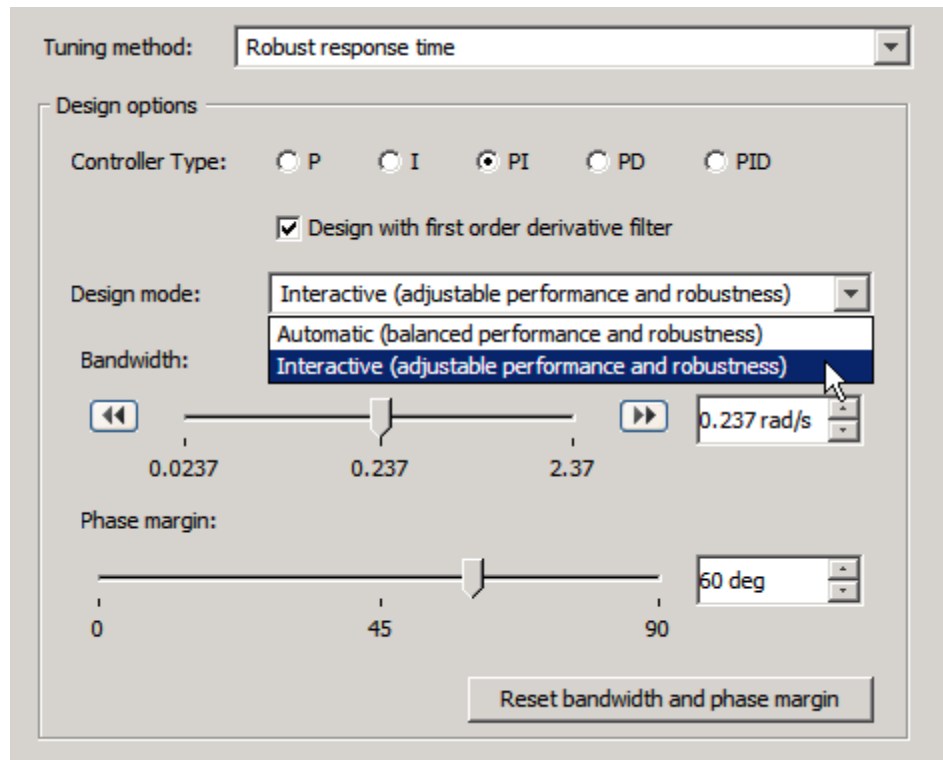 Tuning method: Robust response time
Design options
Controller Type: P I PI PD PID
Design with first order derivative filter
Design mode: Interactive (adjustable performance and robustness)
Automatic (balanced performance and robustness)
Bandwidth: Interactive (adjustable performance and robustness)
0.237 rad/s
0.0237 0.237 2.37
Phase margin:
60 deg
0 45 90
Reset bandwidth and phase margin